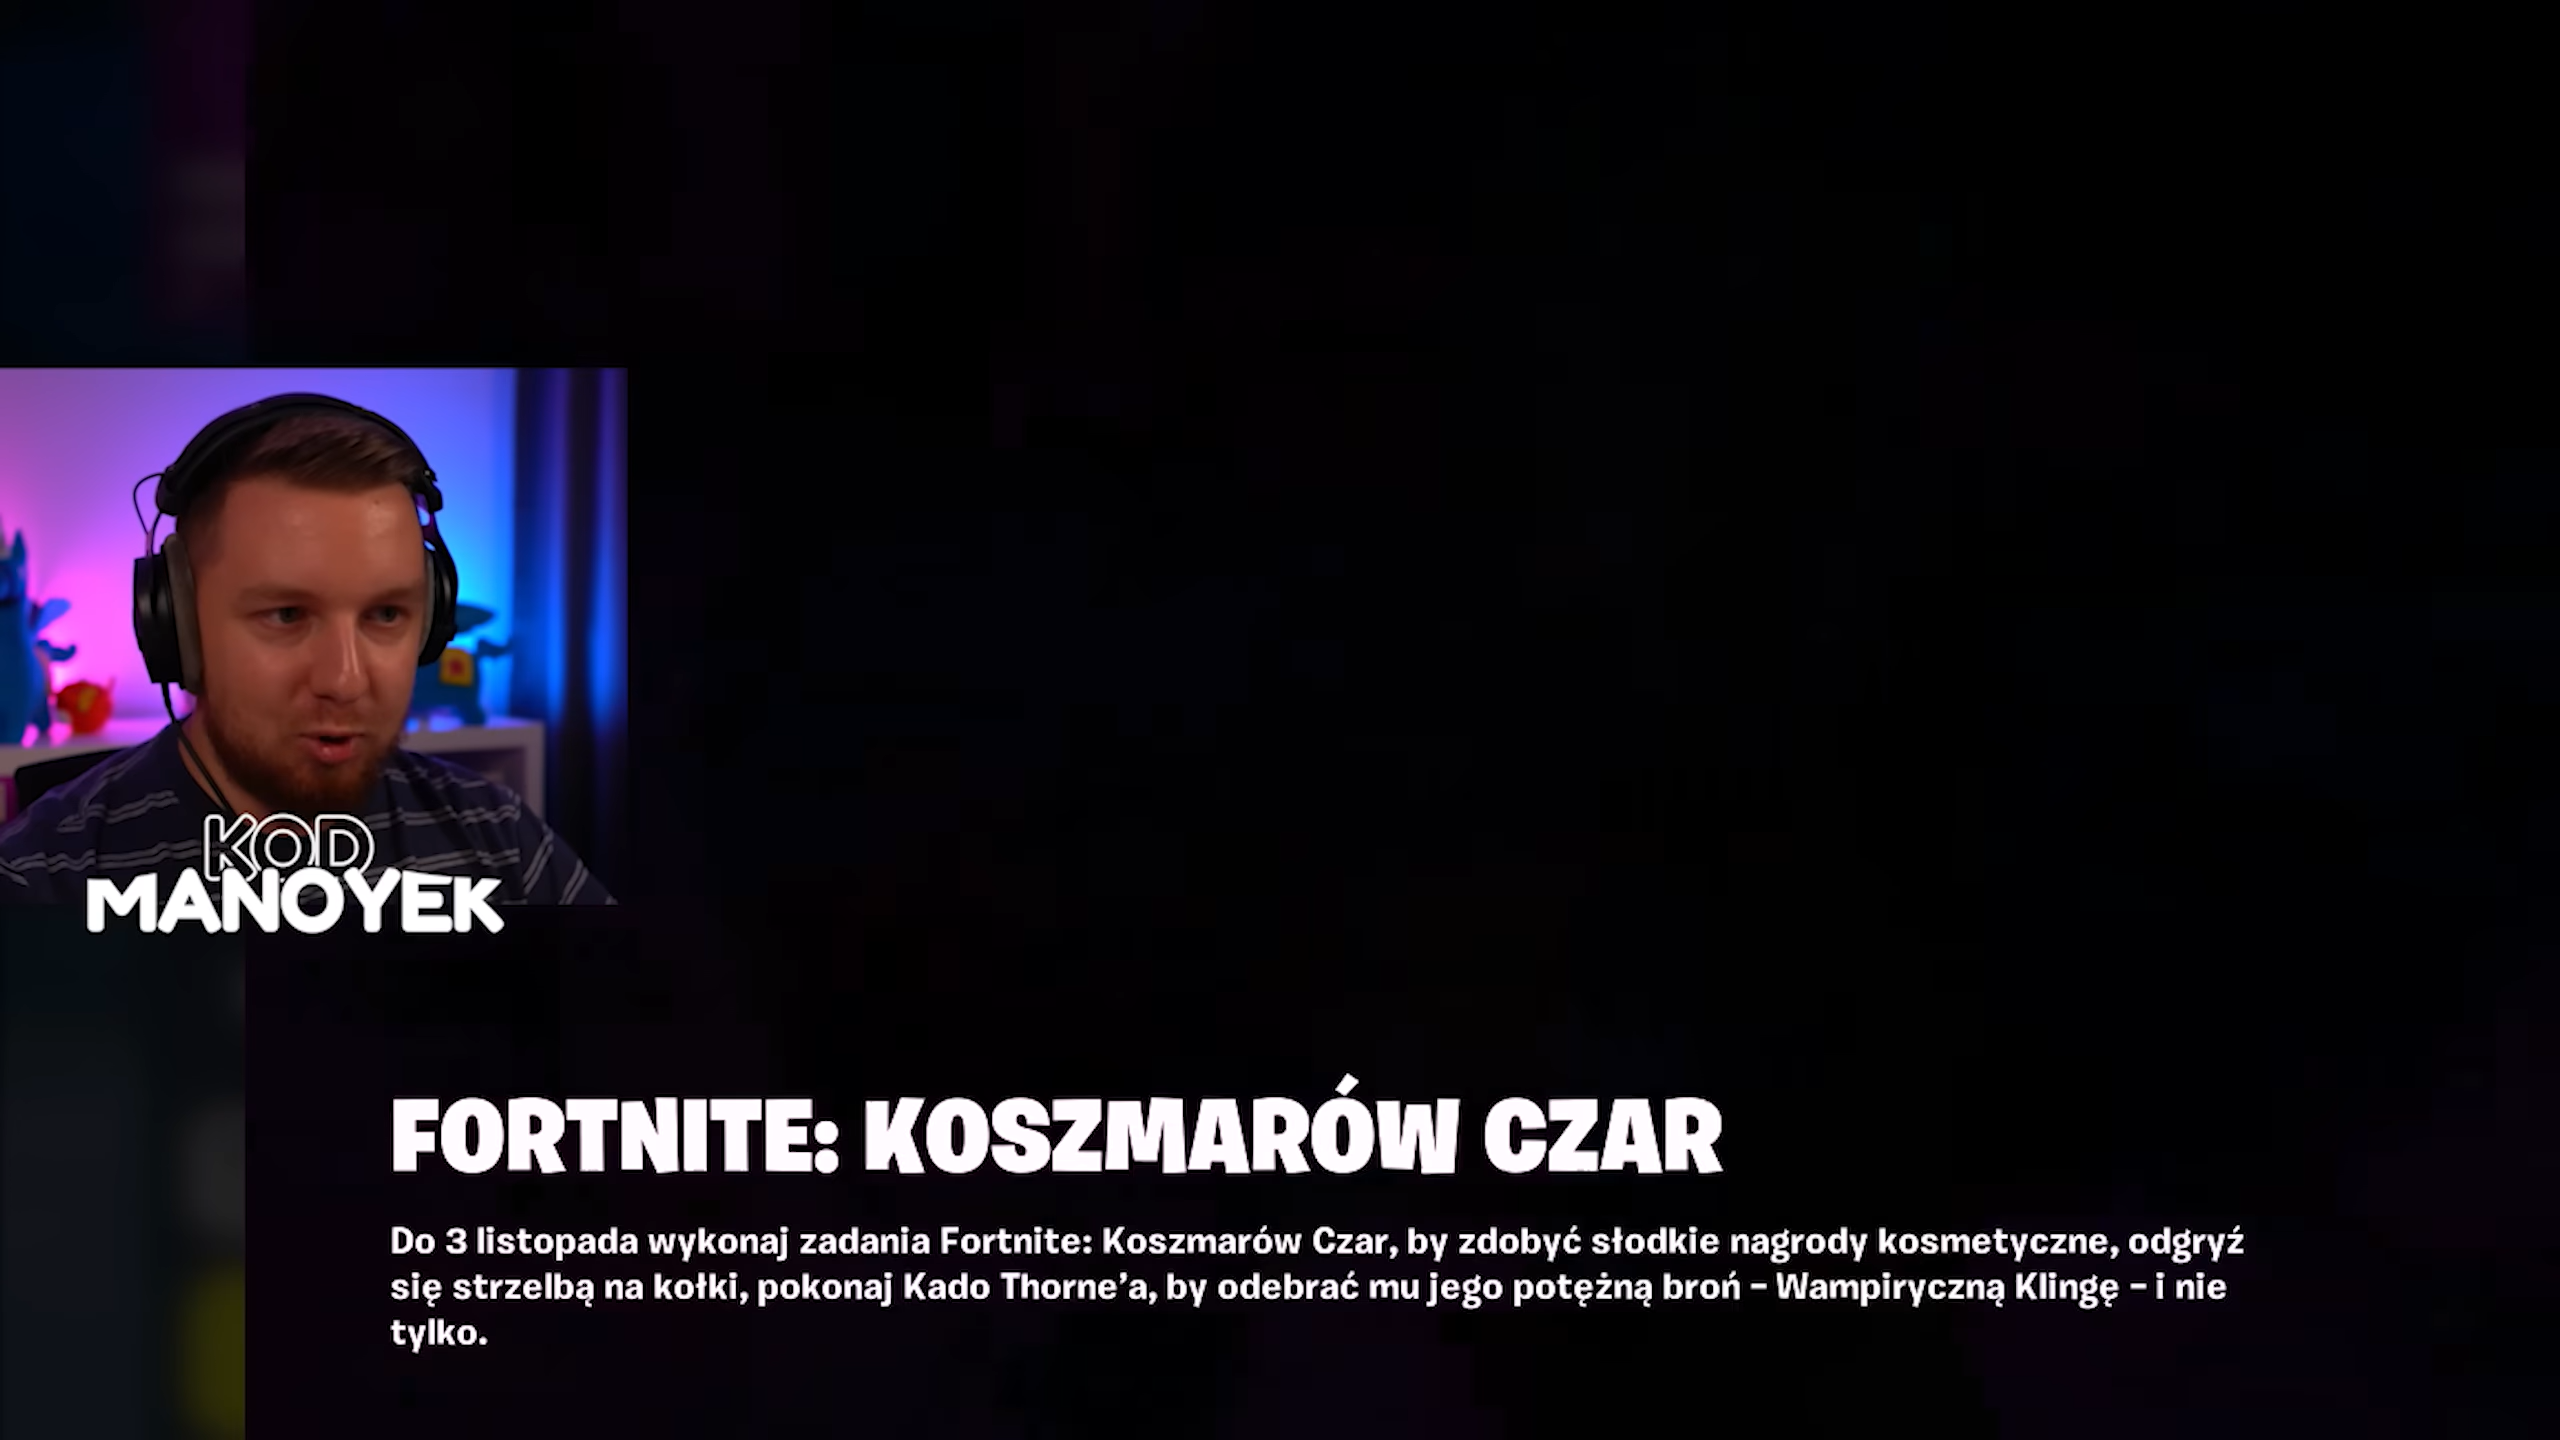 KOD
MANOYEK
FORTNITE: KOSZMARÓW CZAR
Do 3 listopada wykonaj zadania Fortnite: Koszmarów Czar, by zdobyć słodkie nagrody kosmetyczne, odgryź
się strzelbą na kołki, pokonaj Kado Thorne’a, by odebrać mu jego potężną broń – Wampiryczną Klingę – i nie
tylko.